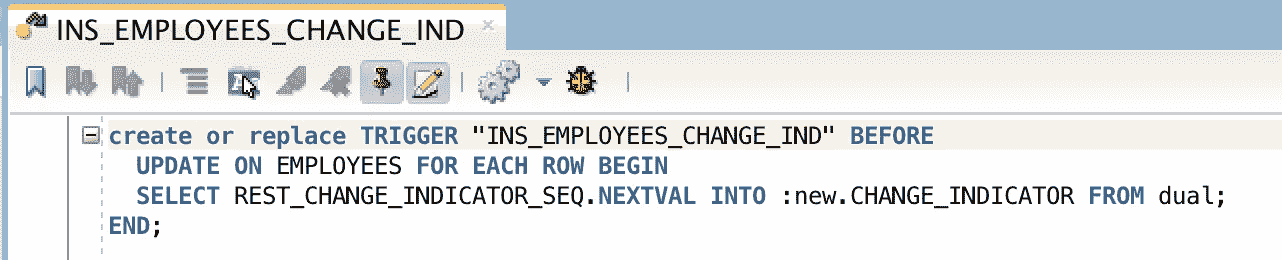 INS_EMPLOYEES_CHANGE_IND
create or replace TRIGGER "INS_EMPLOYEES_CHANGE_IND" BEFORE
UPDATE ON EMPLOYEES FOR EACH ROW BEGIN
SELECT REST_CHANGE_INDICATOR_SEQ.NEXTVAL INTO :new.CHANGE_INDICATOR FROM dual;
END;